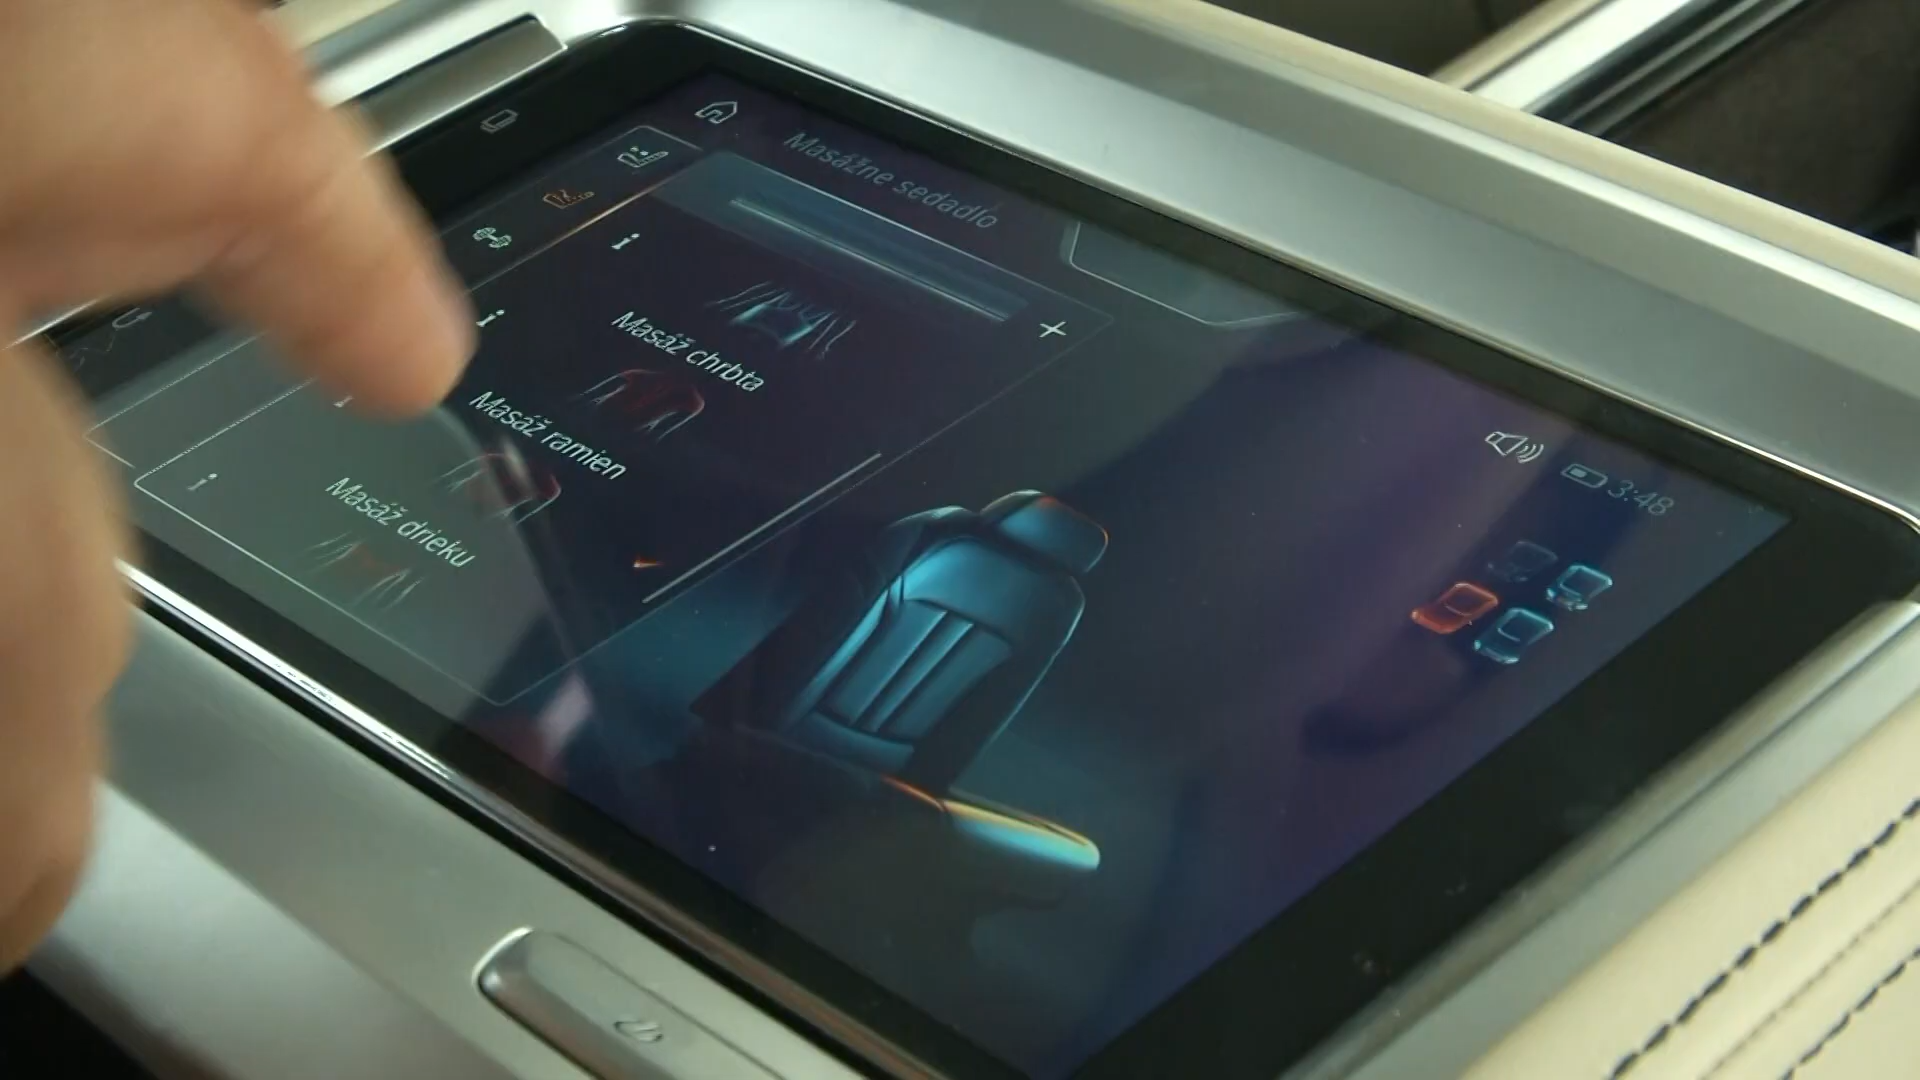 Masážne sedadlo
Masáž chrbta
Masáž ramien
Masáž drieku
3:48